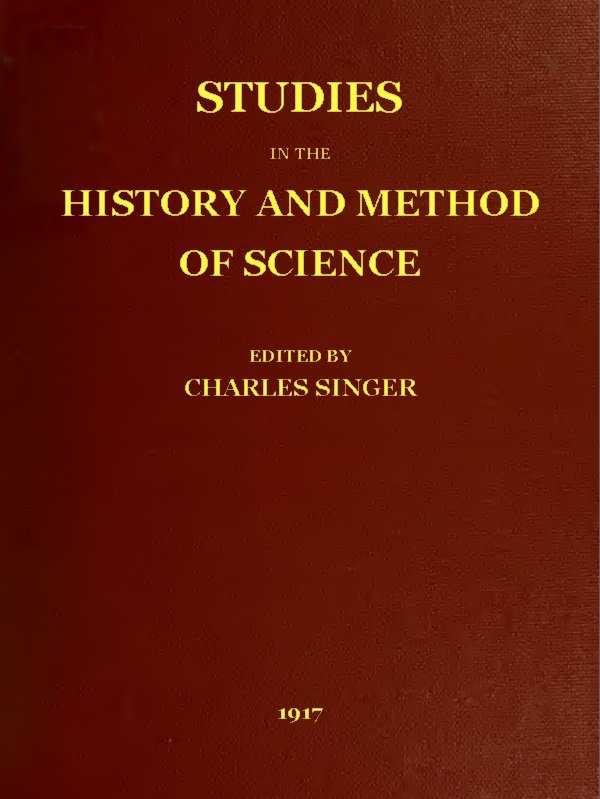 STUDIES
IN THE
HISTORY AND METHOD
OF SCIENCE
EDITED BY
CHARLES SINGER
1917